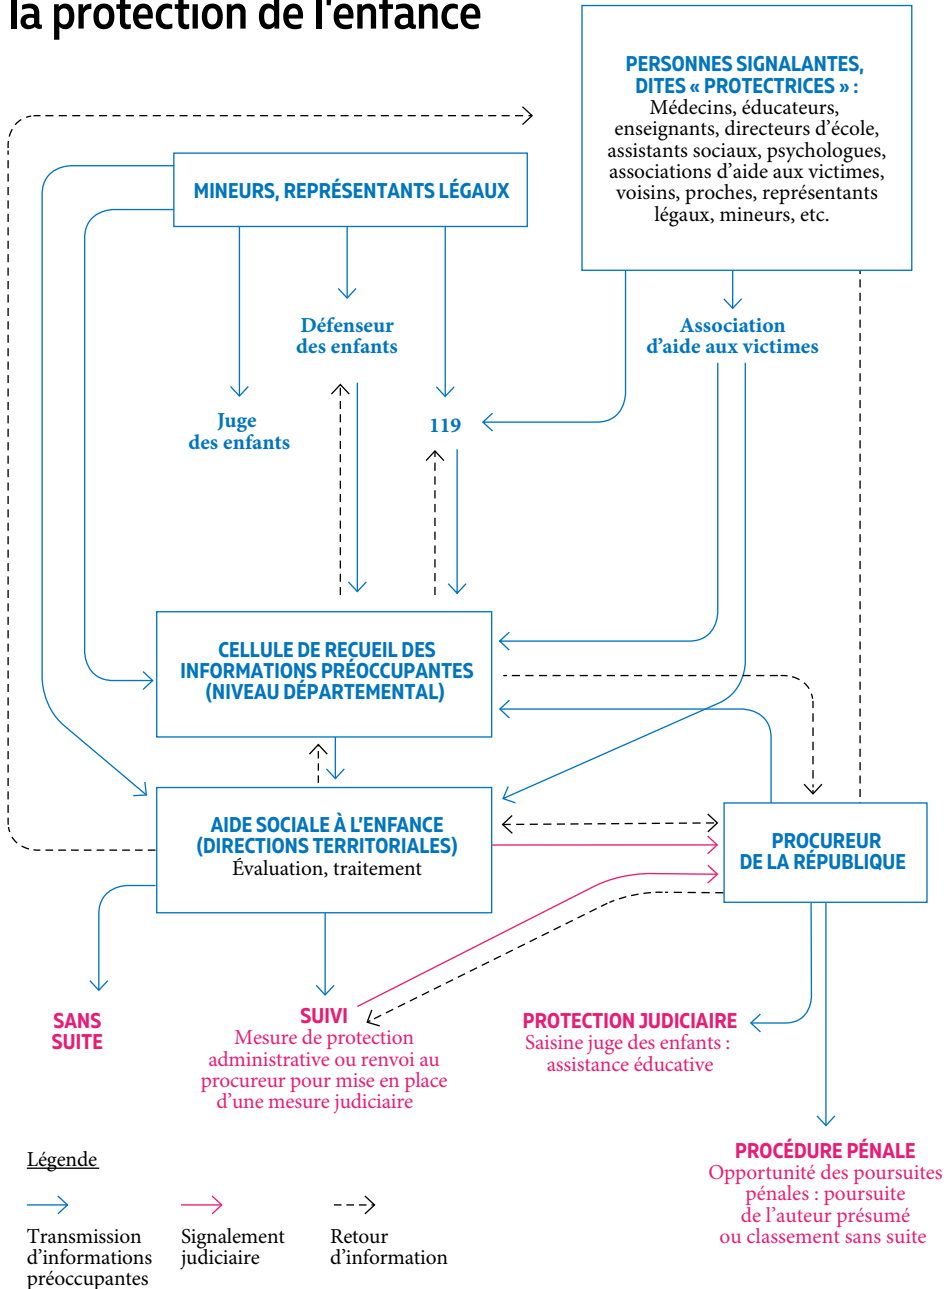 la protection de l'enfance
PERSONNES SIGNALANTES,
DITES « PROTECTRICES » :
Médecins, éducateurs,
enseignants, directeurs d'école,
assistants sociaux, psychologues,
associations d'aide aux victimes,
voisins, proches, représentants
légaux, mineurs, etc.
MINEURS, REPRÉSENTANTS LÉGAUX
Défenseur
des enfants
Association
d'aide aux victimes
Juge
des enfants
119
CELLULE DE RECUEIL DES
INFORMATIONS PRÉOCCUPANTES
(NIVEAU DÉPARTEMENTAL)
AIDE SOCIALE À L'ENFANCE
(DIRECTIONS TERRITORIALES)
Évaluation, traitement
PROCUREUR
DE LA RÉPUBLIQUE
SANS
SUITE
SUIVI
Mesure de protection
administrative ou renvoi au
procureur pour mise en place
d'une mesure judiciaire
PROTECTION JUDICIAIRE
Saisine juge des enfants :
assistance éducative
PROCÉDURE PÉNALE
Opportunité des poursuites
pénales : poursuite
de l'auteur présumé
ou classement sans suite
Légende
Transmission
d'informations
préoccupantes
Signalement
judiciaire
Retour
d'information